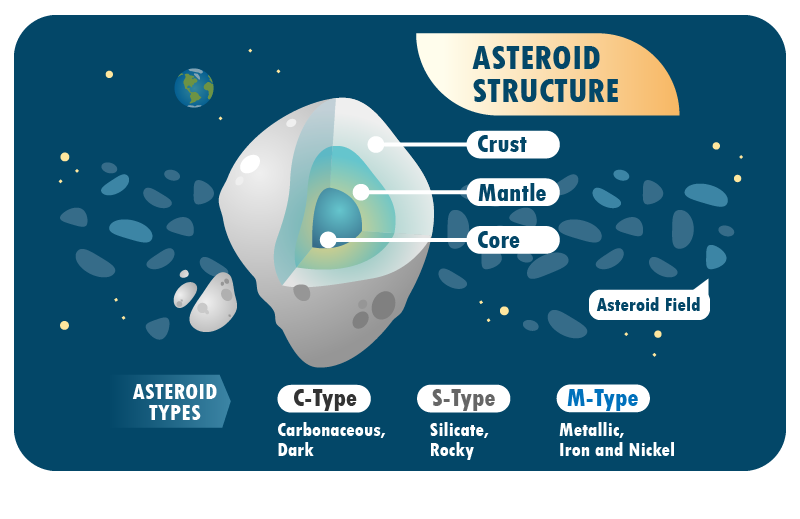 ASTEROID
STRUCTURE
Crust
Mantle
Core
Asteroid Field
ASTEROID
TYPES
C-Type
Carbonaceous,
Dark
S-Type
Silicate,
Rocky
M-Type
Metallic,
Iron and Nickel